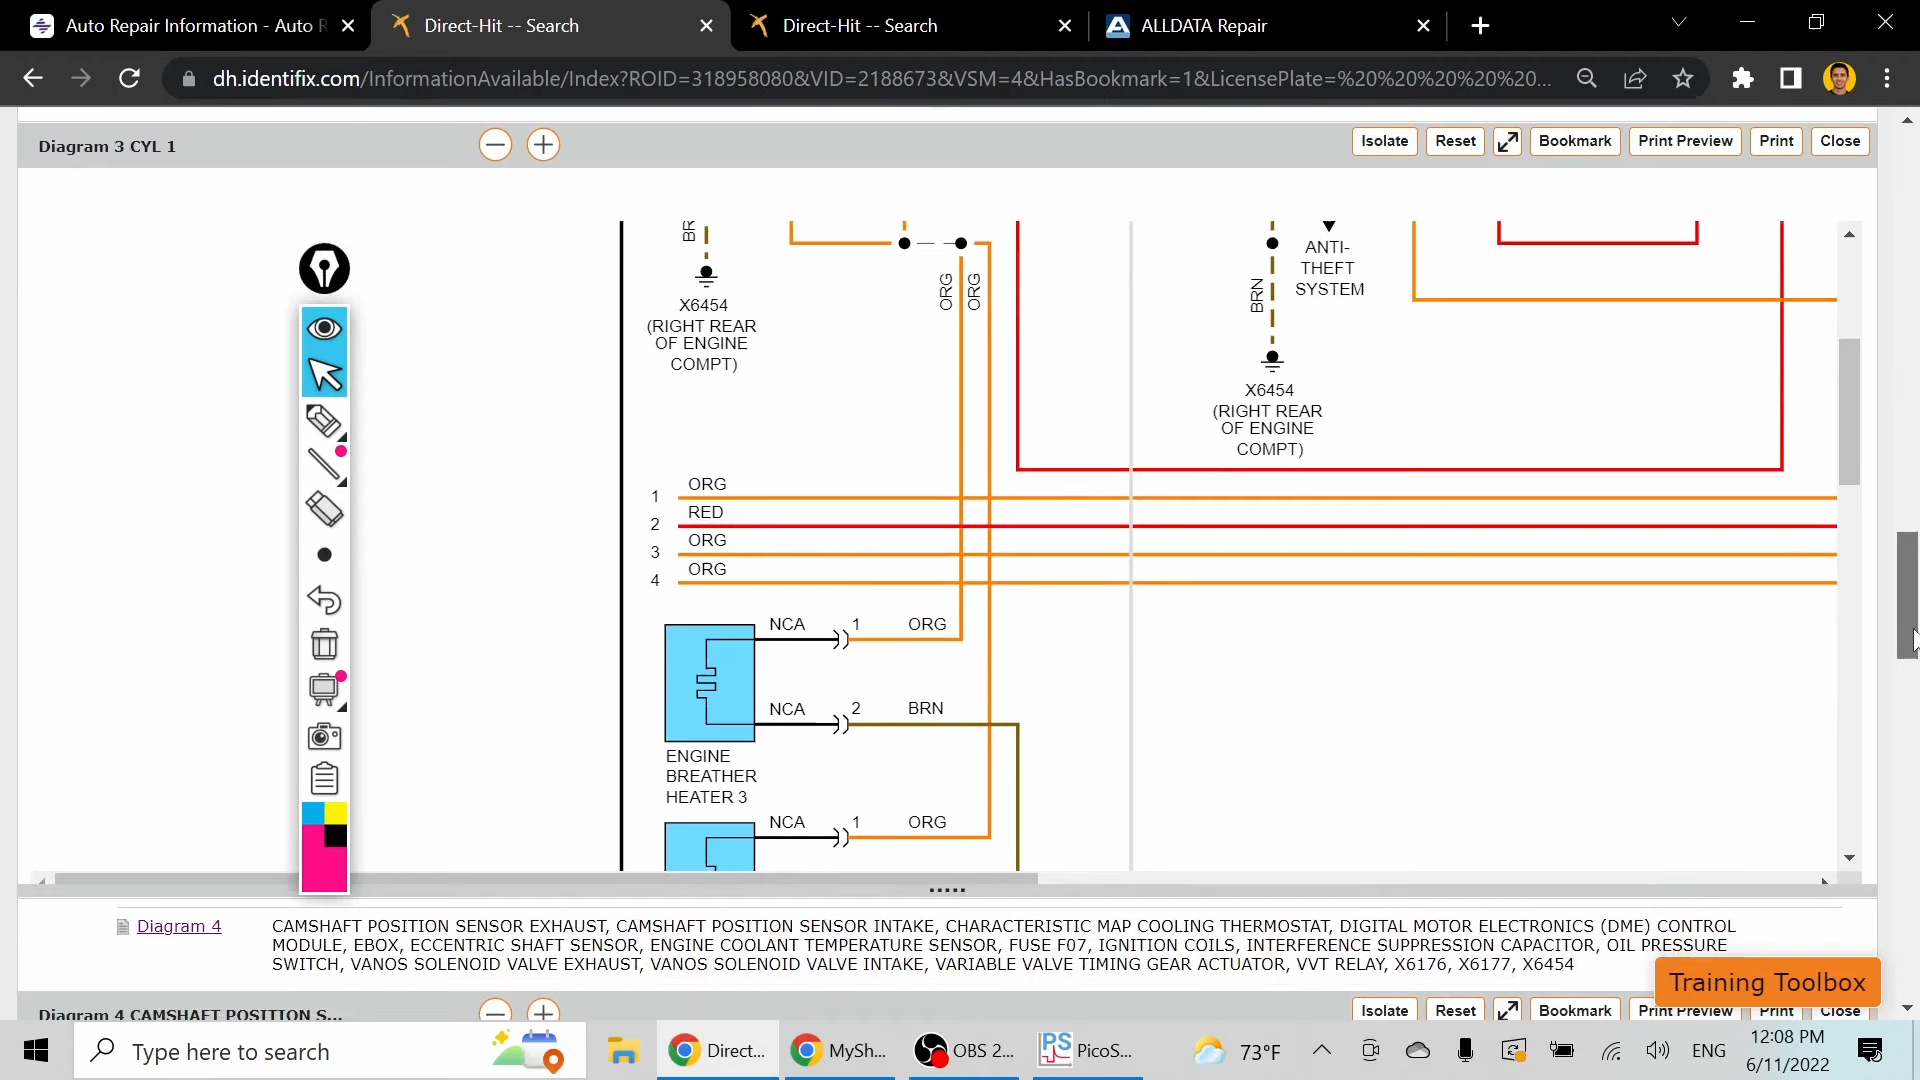 Auto Repair Information - Auto R
Direct-Hit -- Search
Direct-Hit -- Search
ALLDATA Repair
dh.identifix.com/InformationAvailable/Index?ROID=318958080&VID=2188673&VSM=4&HasBookmark=1&LicensePlate=%20%20%20%20%20...
Diagram 3 CYL 1
Isolate
Reset
Bookmark
Print Preview
Print
Close
BR
X6454
(RIGHT REAR
OF ENGINE
COMPT)
ORG
ORG
BRN
ANTI-
THEFT
SYSTEM
X6454
(RIGHT REAR
OF ENGINE
COMPT)
1 ORG
2 RED
3 ORG
4 ORG
NCA 1 ORG
NCA 2 BRN
ENGINE
BREATHER
HEATER 3
NCA 1 ORG
Diagram 4
CAMSHAFT POSITION SENSOR EXHAUST, CAMSHAFT POSITION SENSOR INTAKE, CHARACTERISTIC MAP COOLING THERMOSTAT, DIGITAL MOTOR ELECTRONICS (DME) CONTROL
MODULE, EBOX, ECCENTRIC SHAFT SENSOR, ENGINE COOLANT TEMPERATURE SENSOR, FUSE F07, IGNITION COILS, INTERFERENCE SUPPRESSION CAPACITOR, OIL PRESSURE
SWITCH, VANOS SOLENOID VALVE EXHAUST, VANOS SOLENOID VALVE INTAKE, VARIABLE VALVE TIMING GEAR ACTUATOR, VVT RELAY, X6176, X6177, X6454
Training Toolbox
Diagram 4 CAMSHAFT POSITION S...
Isolate
Reset
Bookmark
Print Preview
Print
Close
Type here to search
Direct...
MySh...
OBS 2...
PS
PicoS...
73°F
ENG
12:08 PM
6/11/2022